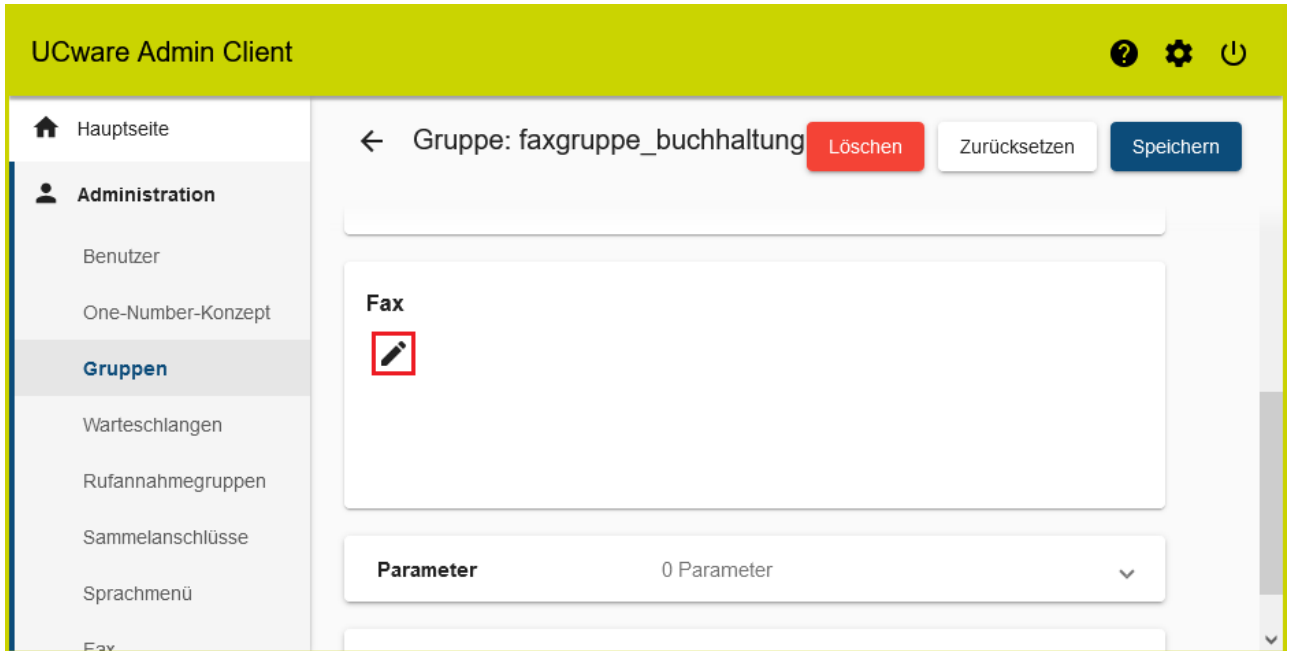 UCware Admin Client
Hauptseite
Administration
Benutzer
One-Number-Konzept
Gruppen
Warteschlangen
Rufannahmegruppen
Sammelanschlüsse
Sprachmenü
Fax
Gruppe: faxgruppe_buchhaltung
Löschen
Zurücksetzen
Speichern
Fax
Parameter 0 Parameter